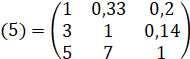 (5) = ( 1 0,33 0,2
3 1 0,14
5 7 1 )